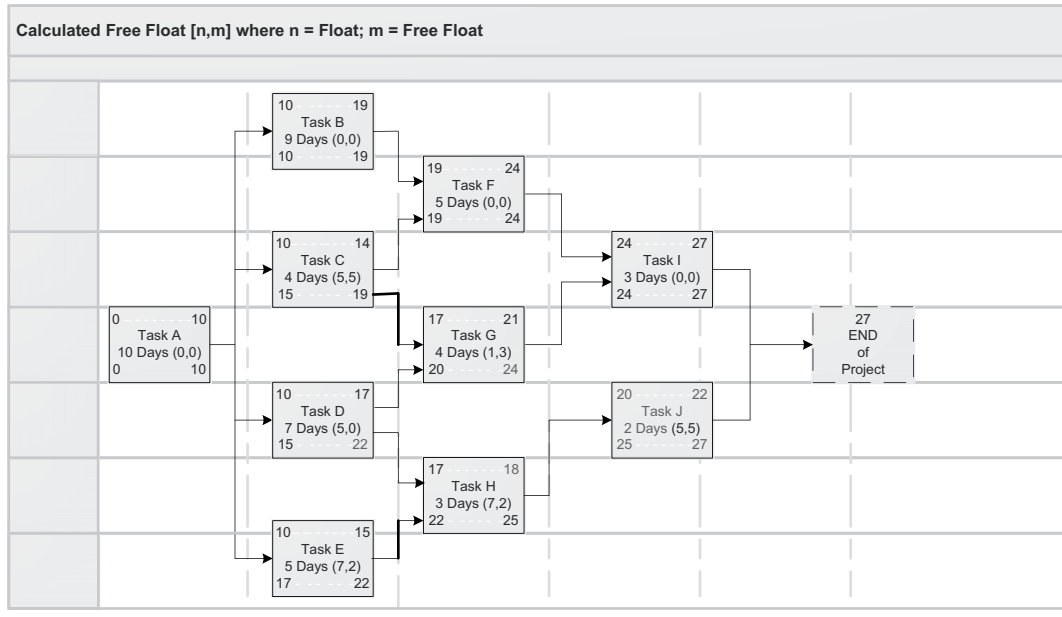 Calculated Free Float [n,m] where n = Float; m = Free Float
10 19
Task B
9 Days (0,0)
10 19
19 24
Task F
5 Days (0,0)
19 24
10 14
Task C
4 Days (5,5)
15 19
24 27
Task I
3 Days (0,0)
24 27
0 10
Task A
10 Days (0,0)
0 10
17 21
Task G
4 Days (1,3)
20 24
27
END
of
Project
10 17
Task D
7 Days (5,0)
15 22
20 22
Task J
2 Days (5,5)
25 27
17 18
Task H
3 Days (7,2)
22 25
10 15
Task E
5 Days (7,2)
17 22